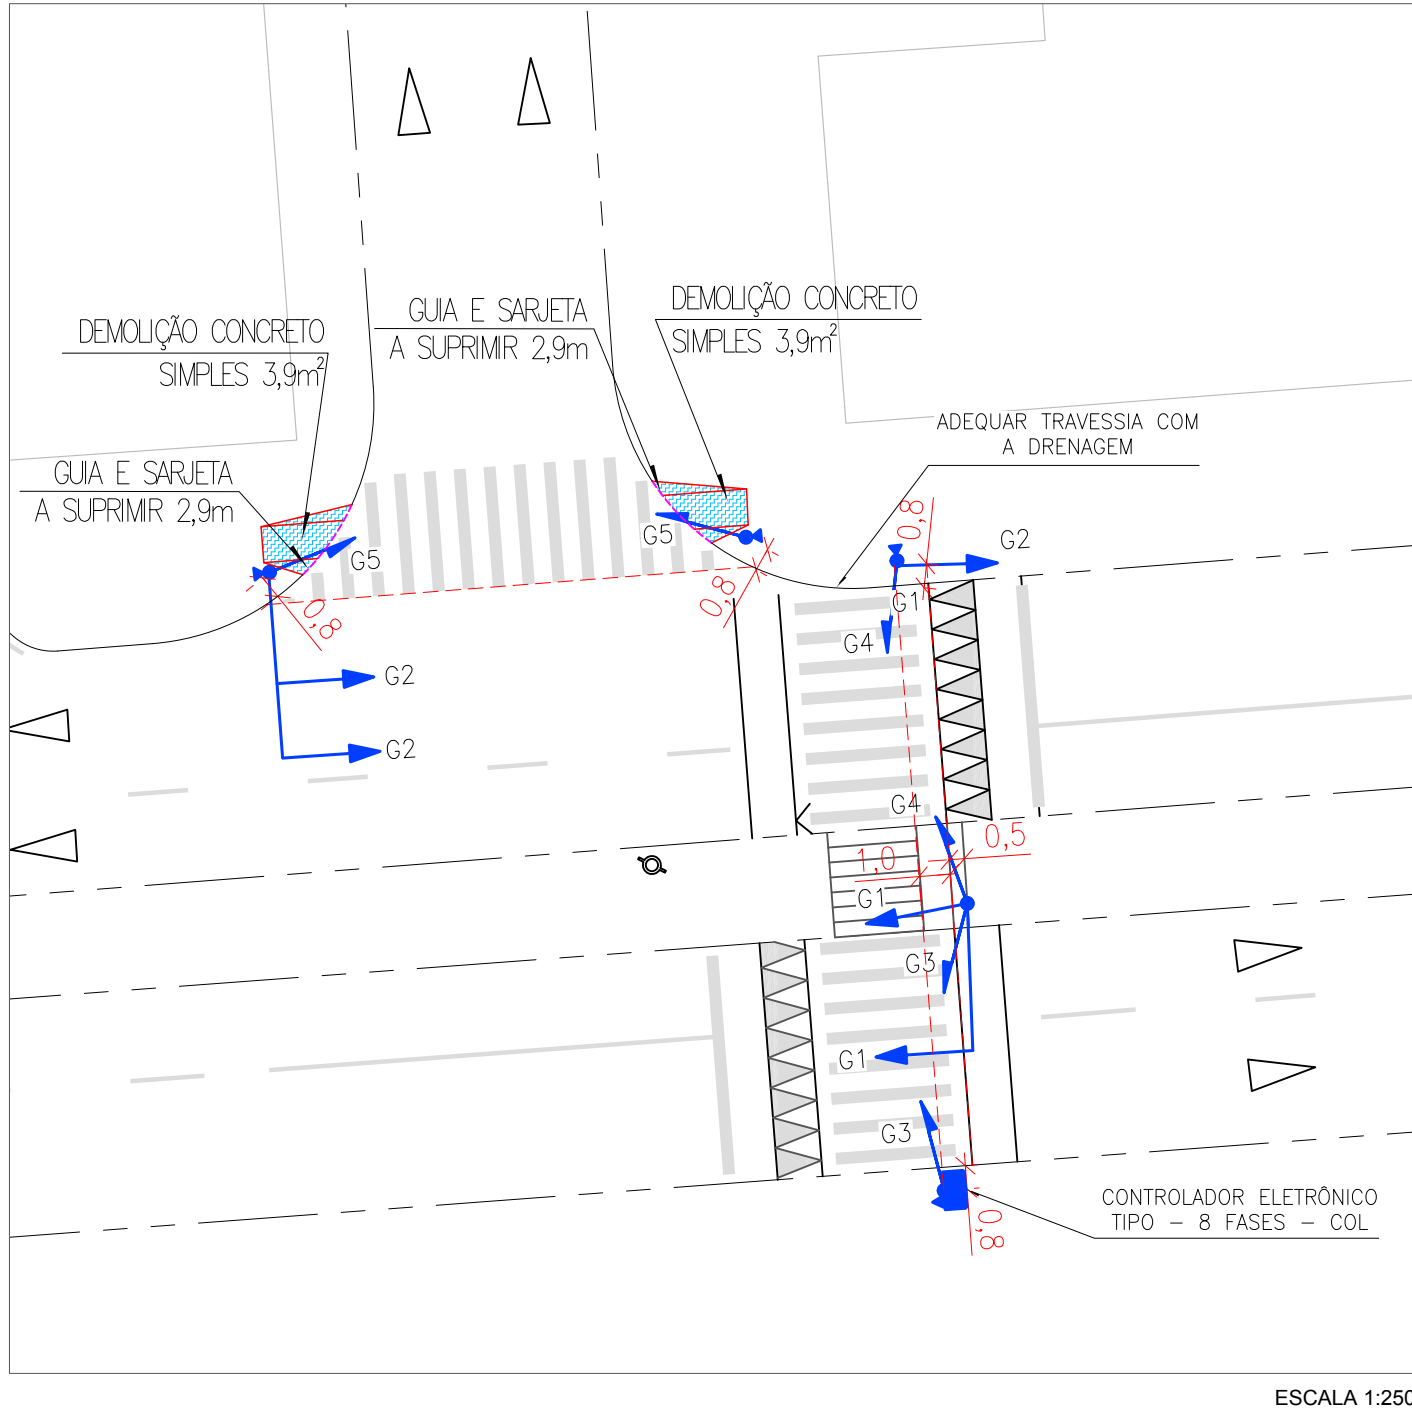 GUIA E SARJETA
A SUPRIMIR 2,9m
DEMOLIÇÃO CONCRETO
SIMPLES 3,9m²
DEMOLIÇÃO CONCRETO
SIMPLES 3,9m²
ADEQUAR TRAVESSIA COM
A DRENAGEM
GUIA E SARJETA
A SUPRIMIR 2,9m
G5
G5
0,8
G2
0,8
0,8
G1
G4
G2
G2
G4
0,5
1,0
G1
G3
G1
G3
CONTROLADOR ELETRÔNICO
TIPO – 8 FASES – COL
0,8
ESCALA 1:250